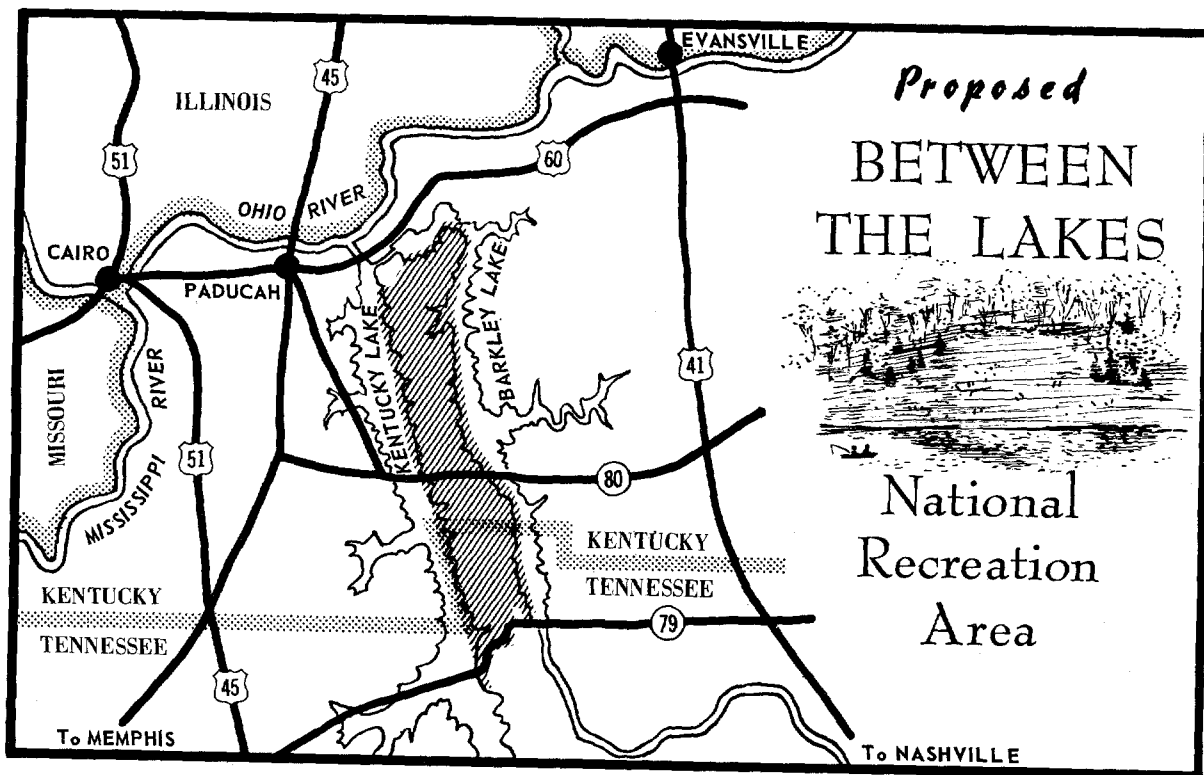 Proposed
BETWEEN
THE LAKES
National
Recreation
Area
EVANSVILLE
45
ILLINOIS
51
60
OHIO RIVER
CAIRO
PADUCAH
KENTUCKY LAKE
BARKLEY LAKE
41
MISSOURI
MISSISSIPPI RIVER
51
80
KENTUCKY
TENNESSEE
KENTUCKY
TENNESSEE
79
45
To MEMPHIS
To NASHVILLE